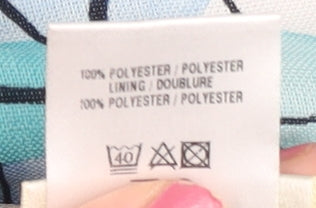 100% POLYESTER / POLYESTER
LINING / DOUBLURE
100% POLYESTER / POLYESTER
40